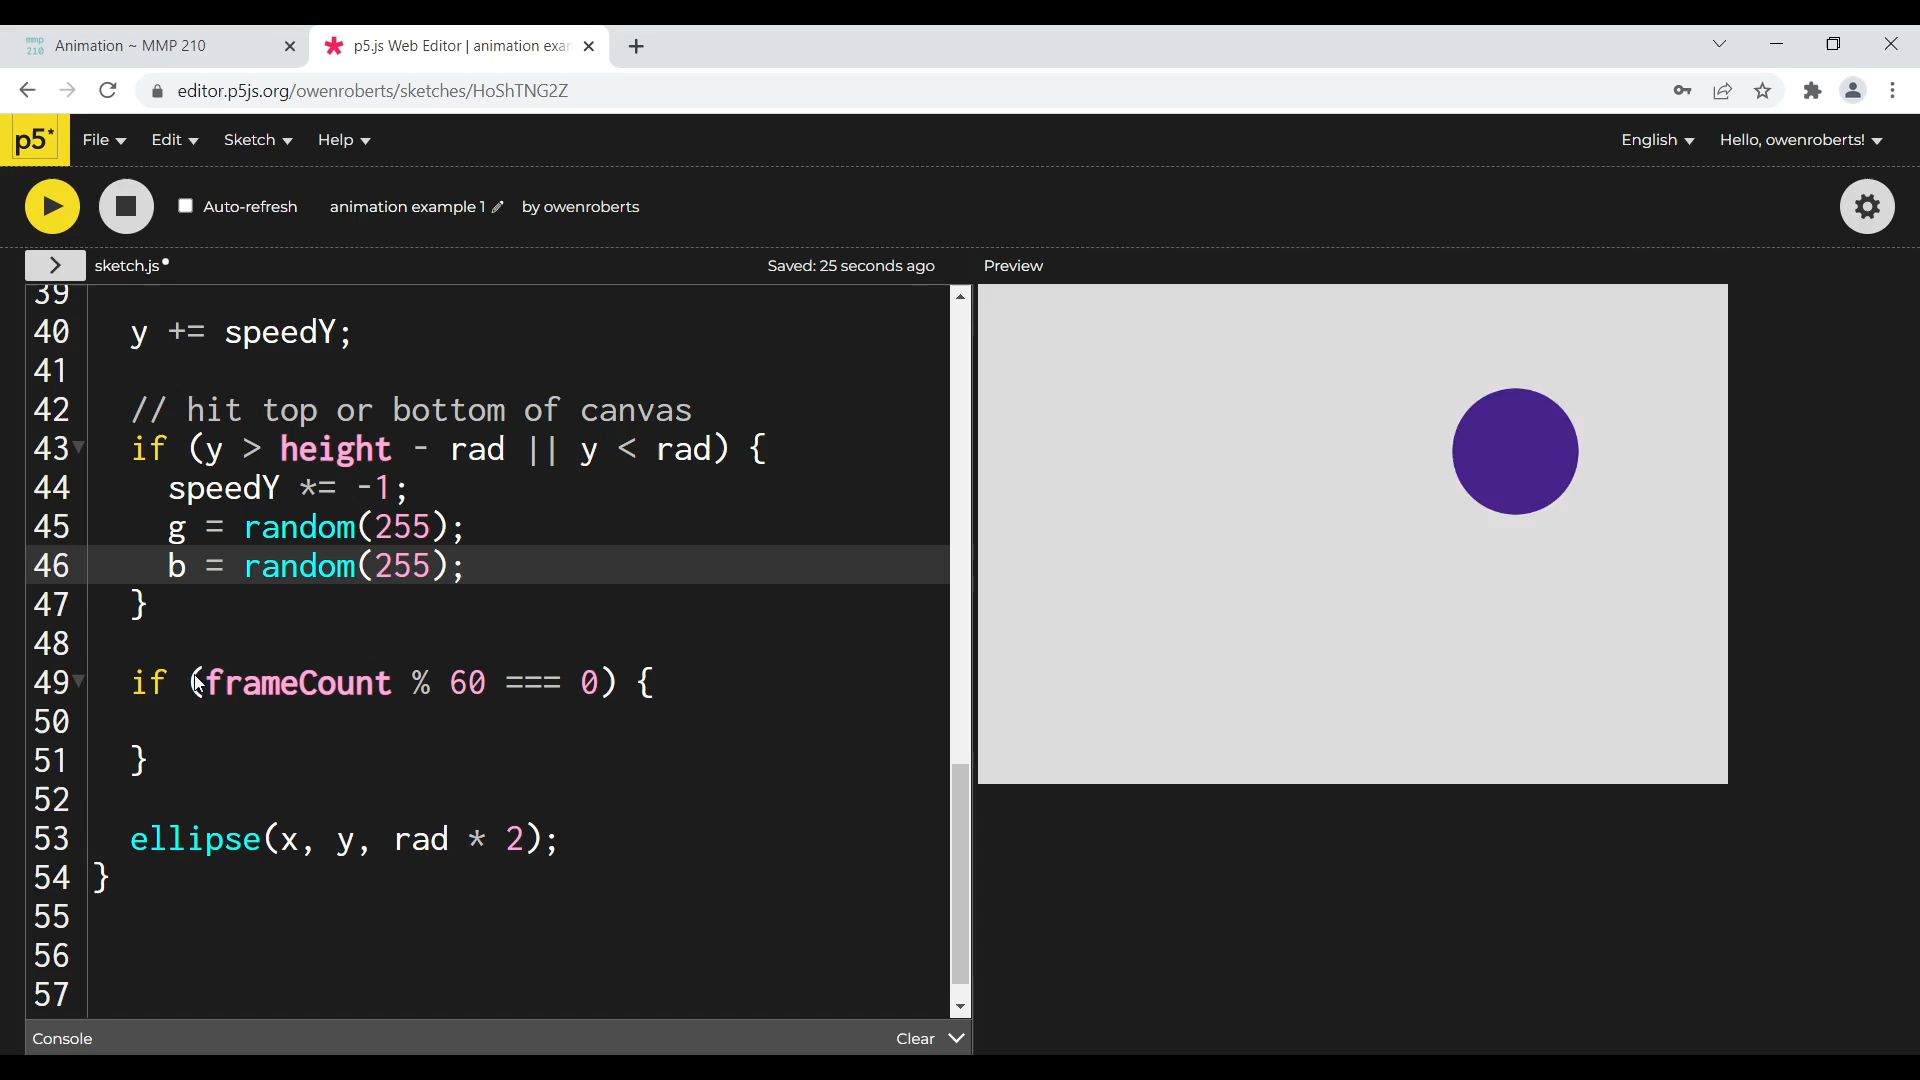 mmp 210 Animation ~ MMP 210 p5.js Web Editor | animation exar
editor.p5js.org/owenroberts/sketches/HoShTNG2Z
p5* File Edit Sketch Help English Hello, owenroberts!
Auto-refresh animation example 1 by owenroberts
> sketch.js• Saved: 25 seconds ago Preview
39
40 y += speedY;
41
42 // hit top or bottom of canvas
43 if (y > height - rad || y < rad) {
44 speedY *= -1;
45 g = random(255);
46 b = random(255);
47 }
48
49 if (frameCount % 60 === 0) {
50
51 }
52
53 ellipse(x, y, rad * 2);
54 }
55
56
57
Console Clear